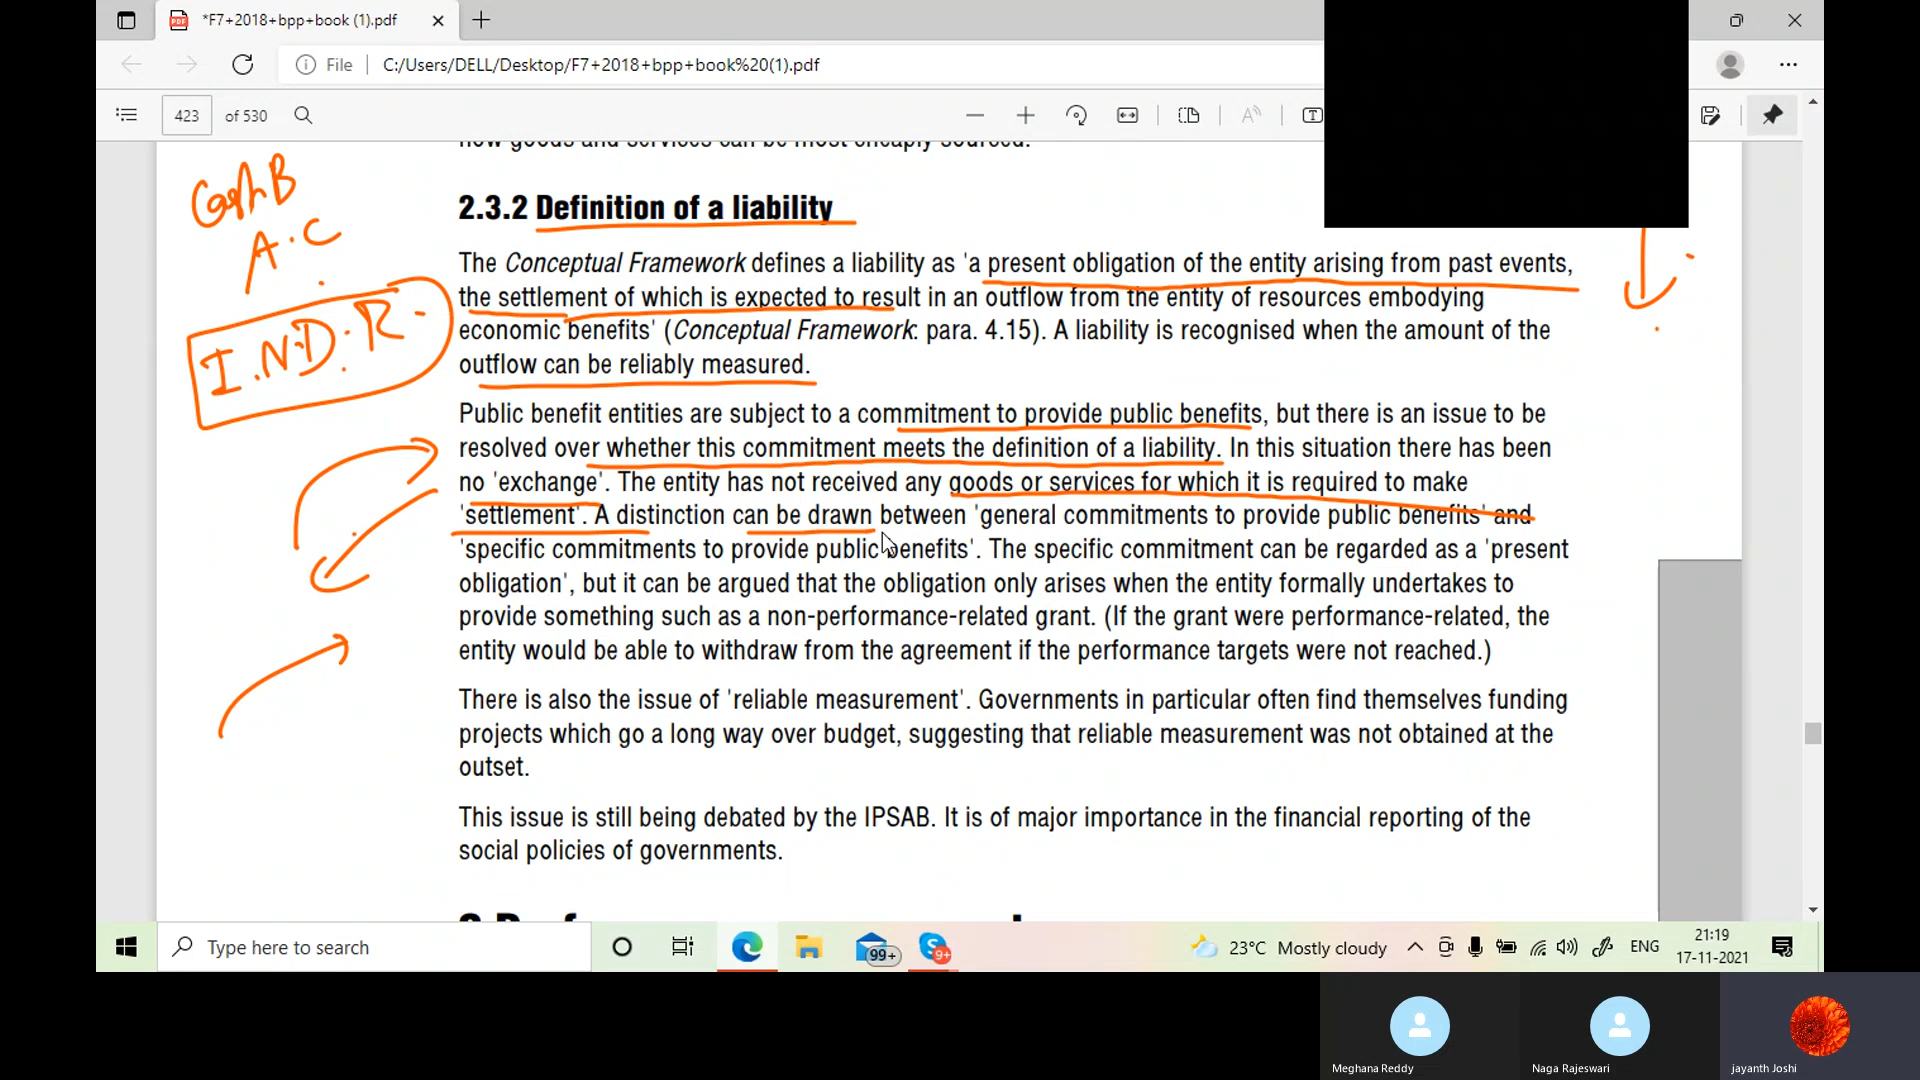 *F7+2018+bpp+book (1).pdf
File
C:/Users/DELL/Desktop/F7+2018+bpp+book%20(1).pdf
423 of 530
how goods and services can be most cheaply sourced.
Cash B
A.C
I.N.D.R.
2.3.2 Definition of a liability
The Conceptual Framework defines a liability as 'a present obligation of the entity arising from past events,
the settlement of which is expected to result in an outflow from the entity of resources embodying
economic benefits' (Conceptual Framework: para. 4.15). A liability is recognised when the amount of the
outflow can be reliably measured.
Public benefit entities are subject to a commitment to provide public benefits, but there is an issue to be
resolved over whether this commitment meets the definition of a liability. In this situation there has been
no 'exchange'. The entity has not received any goods or services for which it is required to make
'settlement'. A distinction can be drawn between 'general commitments to provide public benefits' and
'specific commitments to provide public benefits'. The specific commitment can be regarded as a 'present
obligation', but it can be argued that the obligation only arises when the entity formally undertakes to
provide something such as a non-performance-related grant. (If the grant were performance-related, the
entity would be able to withdraw from the agreement if the performance targets were not reached.)
There is also the issue of 'reliable measurement'. Governments in particular often find themselves funding
projects which go a long way over budget, suggesting that reliable measurement was not obtained at the
outset.
This issue is still being debated by the IPSAB. It is of major importance in the financial reporting of the
social policies of governments.
Type here to search
99+
9+
23°C Mostly cloudy
ENG
21:19
17-11-2021
Meghana Reddy
Naga Rajeswari
jayanth Joshi